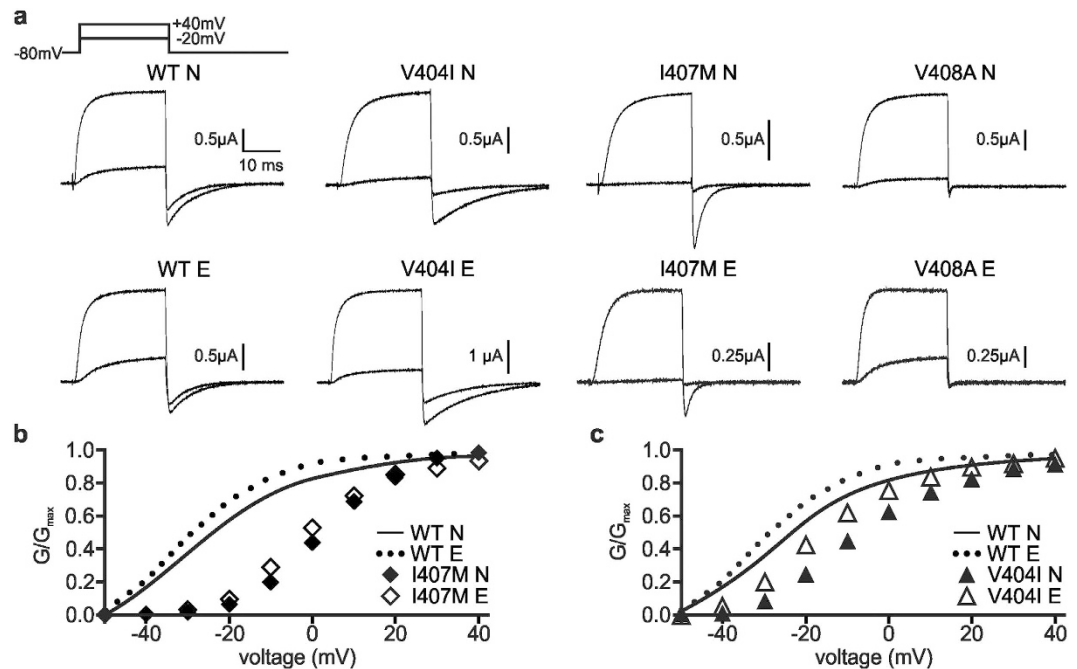 a
+40mV
-20mV
-80mV
WT N
V404I N
I407M N
V408A N
0.5µA
10 ms
0.5µA
0.5µA
0.5µA
WT E
V404I E
I407M E
V408A E
0.5µA
1 µA
0.25µA
0.25µA
b
G/Gmax
1.0
0.8
0.6
0.4
0.2
0.0
-40
-20
0
20
40
voltage (mV)
WT N
WT E
I407M N
I407M E
c
G/Gmax
1.0
0.8
0.6
0.4
0.2
0.0
-40
-20
0
20
40
voltage (mV)
WT N
WT E
V404I N
V404I E